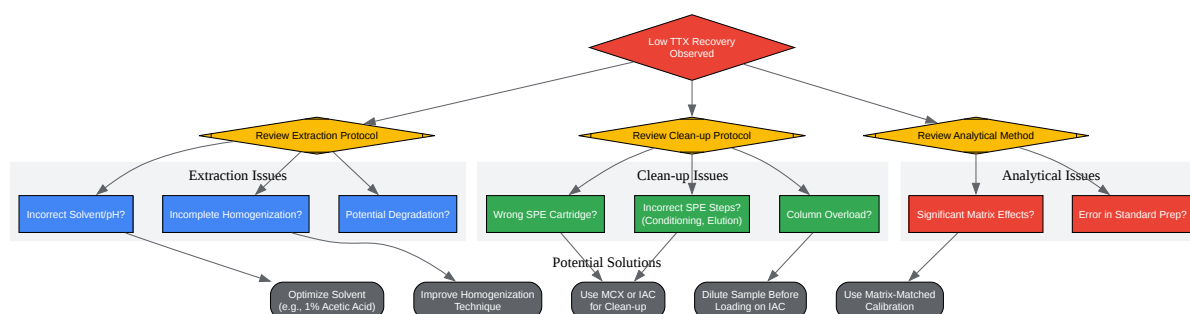 Low TTX Recovery
Observed
Review Extraction Protocol
Review Clean-up Protocol
Review Analytical Method
Extraction Issues
Clean-up Issues
Analytical Issues
Incorrect Solvent/pH?
Incomplete Homogenization?
Potential Degradation?
Wrong SPE Cartridge?
Incorrect SPE Steps?
(Conditioning, Elution)
Column Overload?
Significant Matrix Effects?
Error in Standard Prep?
Potential Solutions
Optimize Solvent
(e.g., 1% Acetic Acid)
Improve Homogenization
Technique
Use MCX or IAC
for Clean-up
Dilute Sample Before
Loading on IAC
Use Matrix-Matched
Calibration